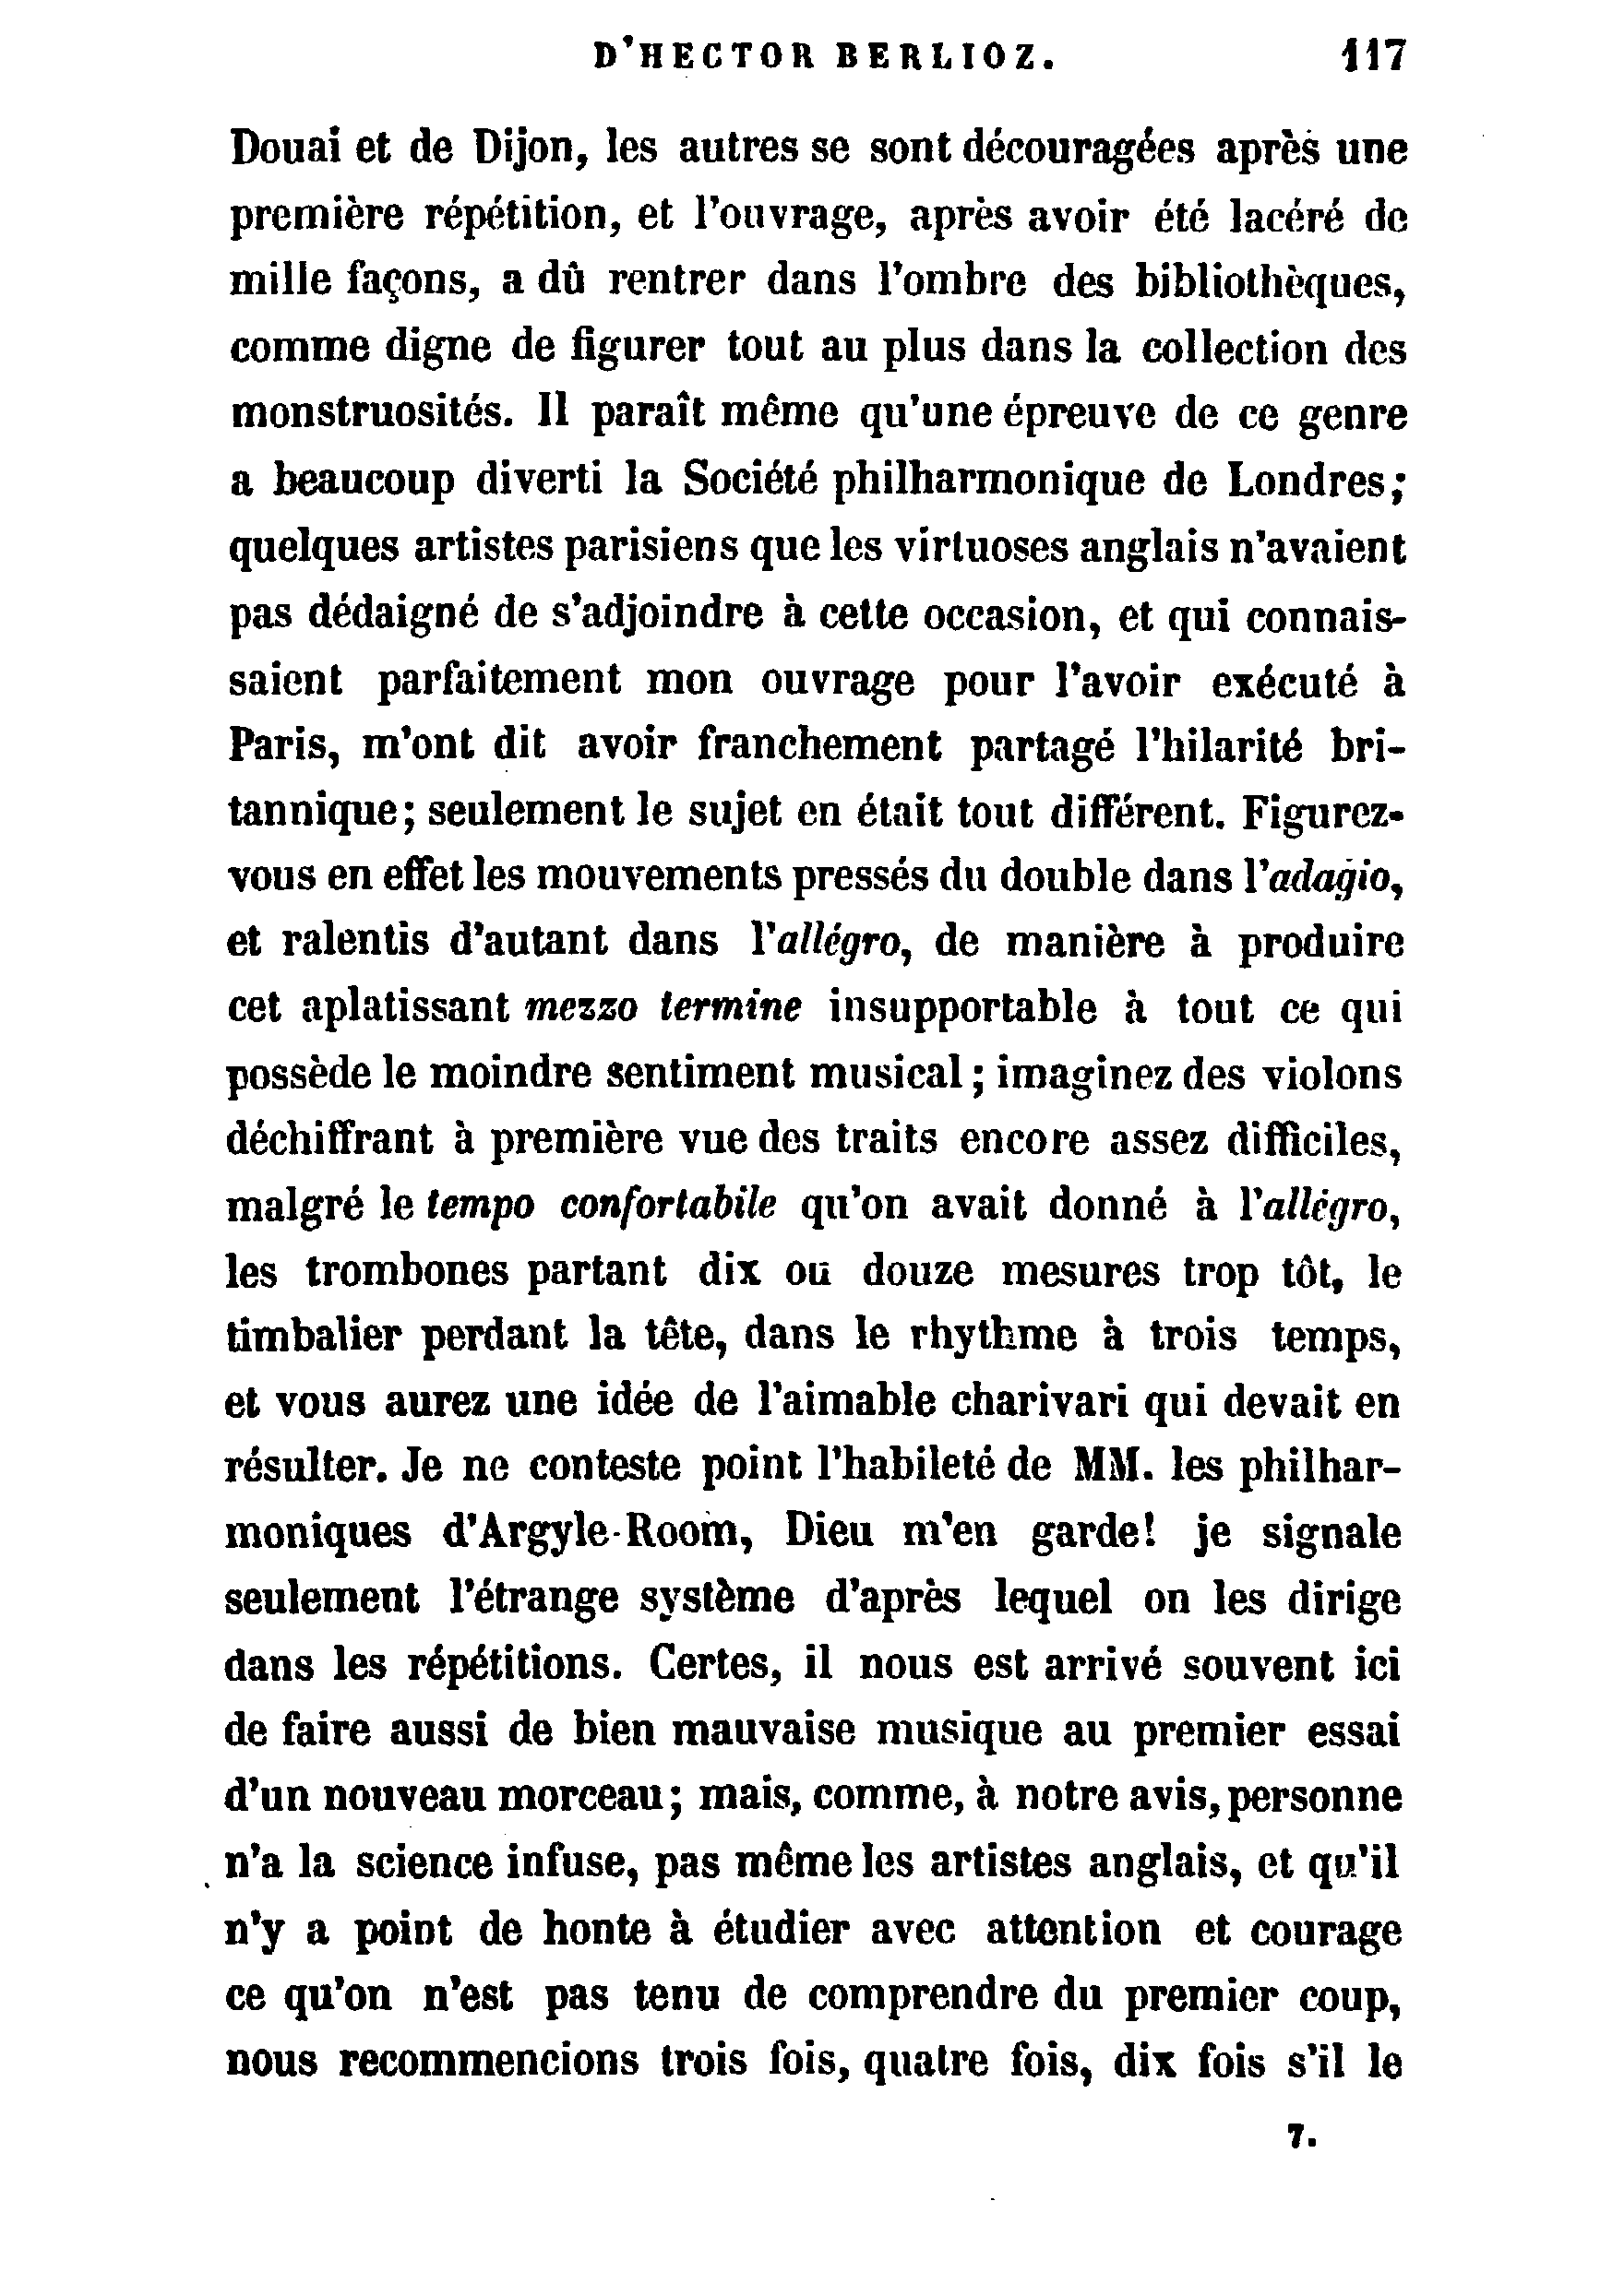 D'HECTOR BERLIOZ. 117
Douai et de Dijon, les autres se sont découragées après une
première répétition, et l'ouvrage, après avoir été lacéré de
mille façons, a dû rentrer dans l'ombre des bibliothèques,
comme digne de figurer tout au plus dans la collection des
monstruosités. Il paraît même qu'une épreuve de ce genre
a beaucoup diverti la Société philharmonique de Londres;
quelques artistes parisiens que les virtuoses anglais n'avaient
pas dédaigné de s'adjoindre à cette occasion, et qui connais-
saient parfaitement mon ouvrage pour l'avoir exécuté à
Paris, m'ont dit avoir franchement partagé l'hilarité bri-
tannique; seulement le sujet en était tout différent. Figurez-
vous en effet les mouvements pressés du double dans l'adagio,
et ralentis d'autant dans l'allégro, de manière à produire
cet aplatissant mezzo termine insupportable à tout ce qui
possède le moindre sentiment musical; imaginez des violons
déchiffrant à première vue des traits encore assez difficiles,
malgré le tempo confortabile qu'on avait donné à l'allégro,
les trombones partant dix ou douze mesures trop tôt, le
timbalier perdant la tête, dans le rhythme à trois temps,
et vous aurez une idée de l'aimable charivari qui devait en
résulter. Je ne conteste point l'habileté de MM. les philhar-
moniques d'Argyle-Room, Dieu m'en garde! je signale
seulement l'étrange système d'après lequel on les dirige
dans les répétitions. Certes, il nous est arrivé souvent ici
de faire aussi de bien mauvaise musique au premier essai
d'un nouveau morceau; mais, comme, à notre avis, personne
n'a la science infuse, pas même les artistes anglais, et qu'il
n'y a point de honte à étudier avec attention et courage
ce qu'on n'est pas tenu de comprendre du premier coup,
nous recommencions trois fois, quatre fois, dix fois s'il le
7.